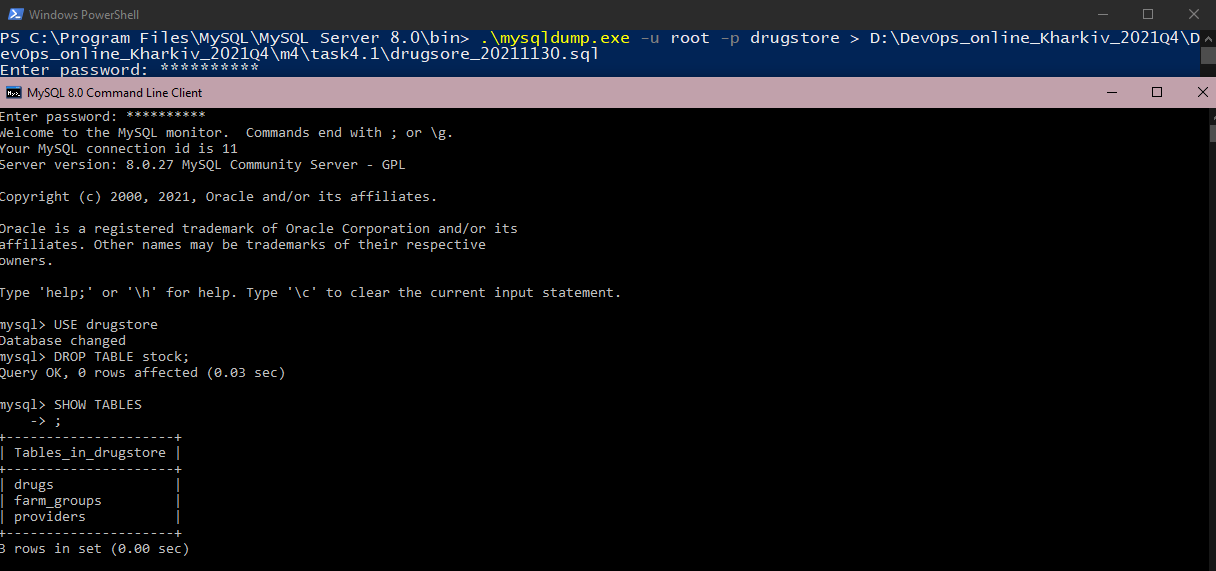 Windows PowerShell
PS C:\Program Files\MySQL\MySQL Server 8.0\bin> .\mysqldump.exe -u root -p drugstore > D:\DevOps_online_Kharkiv_2021Q4\D
evOps_online_Kharkiv_2021Q4\m4\task4.1\drugsore_20211130.sql
Enter password: **********
MySQL 8.0 Command Line Client
Enter password: **********
Welcome to the MySQL monitor.  Commands end with ; or \g.
Your MySQL connection id is 11
Server version: 8.0.27 MySQL Community Server - GPL

Copyright (c) 2000, 2021, Oracle and/or its affiliates.

Oracle is a registered trademark of Oracle Corporation and/or its
affiliates. Other names may be trademarks of their respective
owners.

Type 'help;' or '\h' for help. Type '\c' to clear the current input statement.

mysql> USE drugstore
Database changed
mysql> DROP TABLE stock;
Query OK, 0 rows affected (0.03 sec)

mysql> SHOW TABLES
    -> ;
+---------------------+
| Tables_in_drugstore |
+---------------------+
| drugs               |
| farm_groups         |
| providers           |
+---------------------+
3 rows in set (0.00 sec)